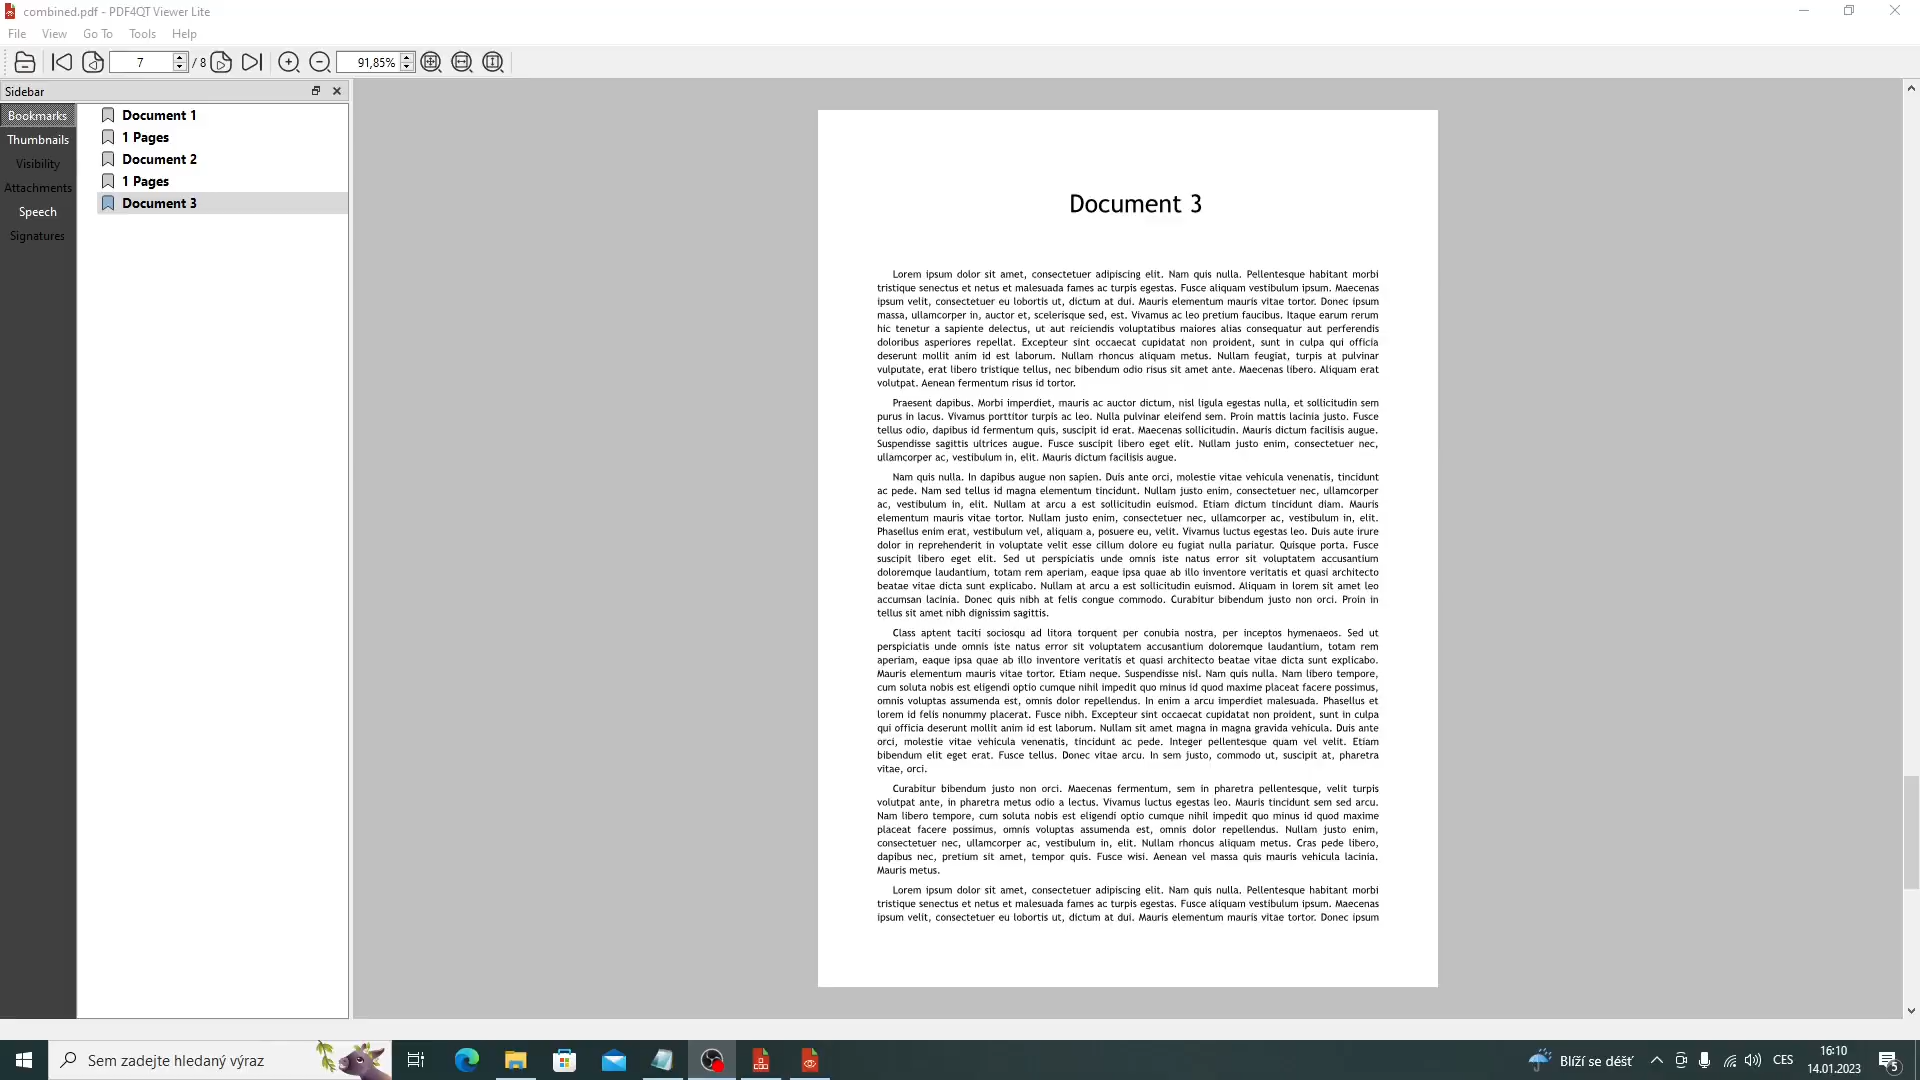 combined.pdf - PDF4QT Viewer Lite
File View Go To Tools Help
7 / 8 91,85%
Sidebar
Bookmarks
Thumbnails
Visibility
Attachments
Speech
Signatures
Document 1
1 Pages
Document 2
1 Pages
Document 3
Document 3
Lorem ipsum dolor sit amet, consectetuer adipiscing elit. Nam quis nulla. Pellentesque habitant morbi
tristique senectus et netus et malesuada fames ac turpis egestas. Fusce aliquam vestibulum ipsum. Maecenas
ipsum velit, consectetuer eu lobortis ut, dictum at dui. Mauris elementum mauris vitae tortor. Donec ipsum
massa, ullamcorper in, auctor et, scelerisque sed, est. Vivamus ac leo pretium faucibus. Itaque earum rerum
hic tenetur a sapiente delectus, ut aut reiciendis voluptatibus maiores alias consequatur aut perferendis
doloribus asperiores repellat. Excepteur sint occaecat cupidatat non proident, sunt in culpa qui officia
deserunt mollit anim id est laborum. Nullam rhoncus aliquam metus. Nullam feugiat, turpis at pulvinar
vulputate, erat libero tristique tellus, nec bibendum odio risus sit amet ante. Maecenas libero. Aliquam erat
volutpat. Aenean fermentum risus id tortor.
Praesent dapibus. Morbi imperdiet, mauris ac auctor dictum, nisl ligula egestas nulla, et sollicitudin sem
purus in lacus. Vivamus porttitor turpis ac leo. Nulla pulvinar eleifend sem. Proin mattis lacinia justo. Fusce
tellus odio, dapibus id fermentum quis, suscipit id erat. Maecenas sollicitudin. Mauris dictum facilisis augue.
Suspendisse sagittis ultrices augue. Fusce suscipit libero eget elit. Nullam justo enim, consectetuer nec,
ullamcorper ac, vestibulum in, elit. Mauris dictum facilisis augue.
Nam quis nulla. In dapibus augue non sapien. Duis ante orci, molestie vitae vehicula venenatis, tincidunt
ac pede. Nam sed tellus id magna elementum tincidunt. Nullam justo enim, consectetuer nec, ullamcorper
ac, vestibulum in, elit. Nullam at arcu a est sollicitudin euismod. Etiam dictum tincidunt diam. Mauris
elementum mauris vitae tortor. Nullam justo enim, consectetuer nec, ullamcorper ac, vestibulum in, elit.
Phasellus enim erat, vestibulum vel, aliquam a, posuere eu, velit. Vivamus luctus egestas leo. Duis aute irure
dolor in reprehenderit in voluptate velit esse cillum dolore eu fugiat nulla pariatur. Quisque porta. Fusce
suscipit libero eget elit. Sed ut perspiciatis unde omnis iste natus error sit voluptatem accusantium
doloremque laudantium, totam rem aperiam, eaque ipsa quae ab illo inventore veritatis et quasi architecto
beatae vitae dicta sunt explicabo. Nullam at arcu a est sollicitudin euismod. Aliquam in lorem sit amet leo
accumsan lacinia. Donec quis nibh at felis congue commodo. Curabitur bibendum justo non orci. Proin in
tellus sit amet nibh dignissim sagittis.
Class aptent taciti sociosqu ad litora torquent per conubia nostra, per inceptos hymenaeos. Sed ut
perspiciatis unde omnis iste natus error sit voluptatem accusantium doloremque laudantium, totam rem
aperiam, eaque ipsa quae ab illo inventore veritatis et quasi architecto beatae vitae dicta sunt explicabo.
Mauris elementum mauris vitae tortor. Etiam neque. Suspendisse nisl. Nam quis nulla. Nam libero tempore,
cum soluta nobis est eligendi optio cumque nihil impedit quo minus id quod maxime placeat facere possimus,
omnis voluptas assumenda est, omnis dolor repellendus. In enim a arcu imperdiet malesuada. Phasellus et
lorem id felis nonummy placerat. Fusce nibh. Excepteur sint occaecat cupidatat non proident, sunt in culpa
qui officia deserunt mollit anim id est laborum. Nullam sit amet magna in magna gravida vehicula. Duis ante
orci, molestie vitae vehicula venenatis, tincidunt ac pede. Integer pellentesque quam vel velit. Etiam
bibendum elit eget erat. Fusce tellus. Donec vitae arcu. In sem justo, commodo ut, suscipit at, pharetra
vitae, orci.
Curabitur bibendum justo non orci. Maecenas fermentum, sem in pharetra pellentesque, velit turpis
volutpat ante, in pharetra metus odio a lectus. Vivamus luctus egestas leo. Mauris tincidunt sem sed arcu.
Nam libero tempore, cum soluta nobis est eligendi optio cumque nihil impedit quo minus id quod maxime
placeat facere possimus, omnis voluptas assumenda est, omnis dolor repellendus. Nullam justo enim,
consectetuer nec, ullamcorper ac, vestibulum in, elit. Nullam rhoncus aliquam metus. Cras pede libero,
dapibus nec, pretium sit amet, tempor quis. Fusce wisi. Aenean vel massa quis mauris vehicula lacinia.
Mauris metus.
Lorem ipsum dolor sit amet, consectetuer adipiscing elit. Nam quis nulla. Pellentesque habitant morbi
tristique senectus et netus et malesuada fames ac turpis egestas. Fusce aliquam vestibulum ipsum. Maecenas
ipsum velit, consectetuer eu lobortis ut, dictum at dui. Mauris elementum mauris vitae tortor. Donec ipsum
Sem zadejte hledaný výraz
Blíží se déšť
CES
16:10
14.01.2023
5